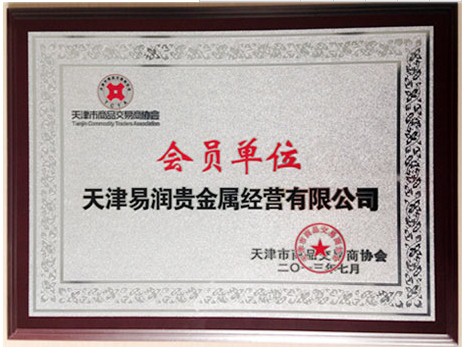 T C T A
天津市商品交易商协会
Tianjin Commodity Traders Association
会员单位
天津易润贵金属经营有限公司
天津市商品交易商协会
二〇一三年七月